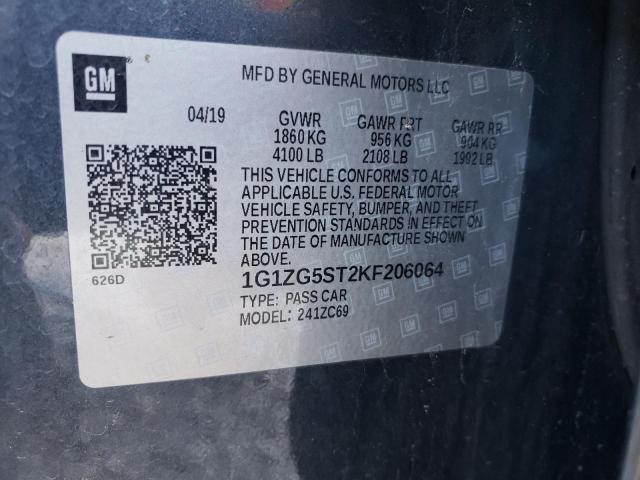 GM
MFD BY GENERAL MOTORS LLC
04/19 GVWR GAWR FRT GAWR RR
1860 KG 956 KG 904 KG
4100 LB 2108 LB 1992 LB
THIS VEHICLE CONFORMS TO ALL
APPLICABLE U.S. FEDERAL MOTOR
VEHICLE SAFETY, BUMPER, AND THEFT
PREVENTION STANDARDS IN EFFECT ON
THE DATE OF MANUFACTURE SHOWN
ABOVE.
626D
1G1ZG5ST2KF206064
TYPE: PASS CAR
MODEL: 241ZC69